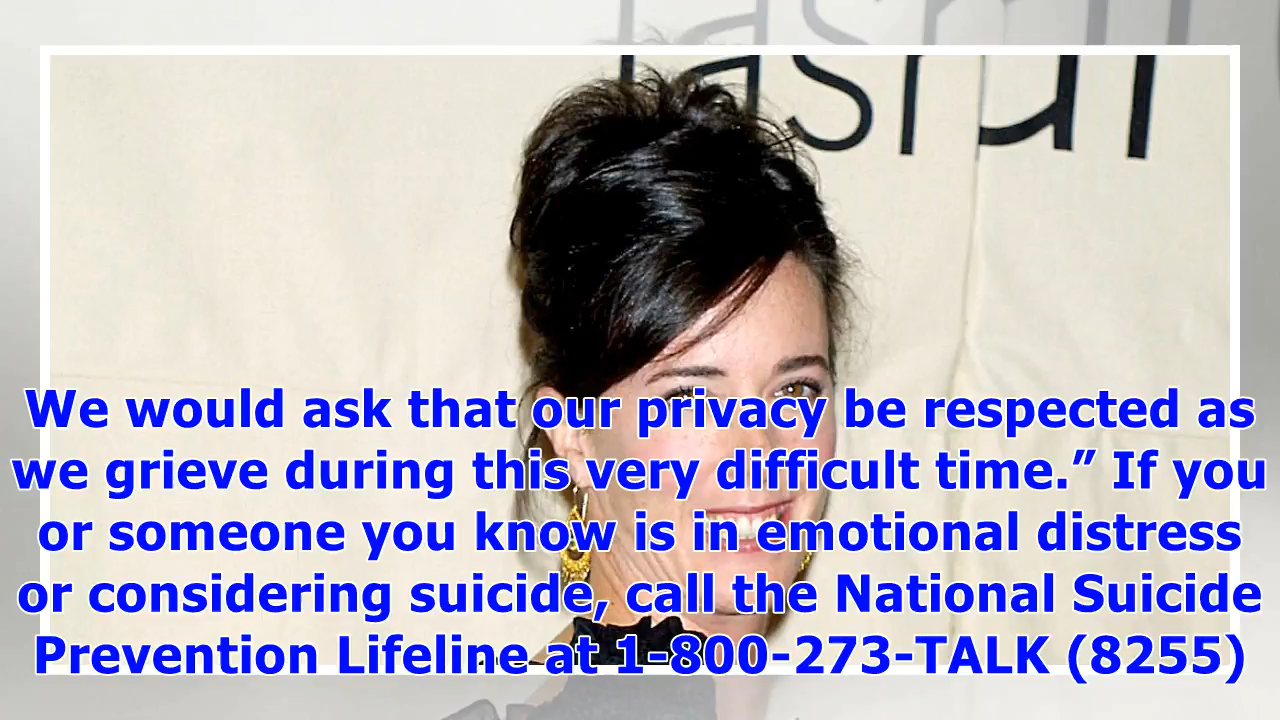 We would ask that our privacy be respected as
we grieve during this very difficult time.” If you
or someone you know is in emotional distress
or considering suicide, call the National Suicide
Prevention Lifeline at 1-800-273-TALK (8255)